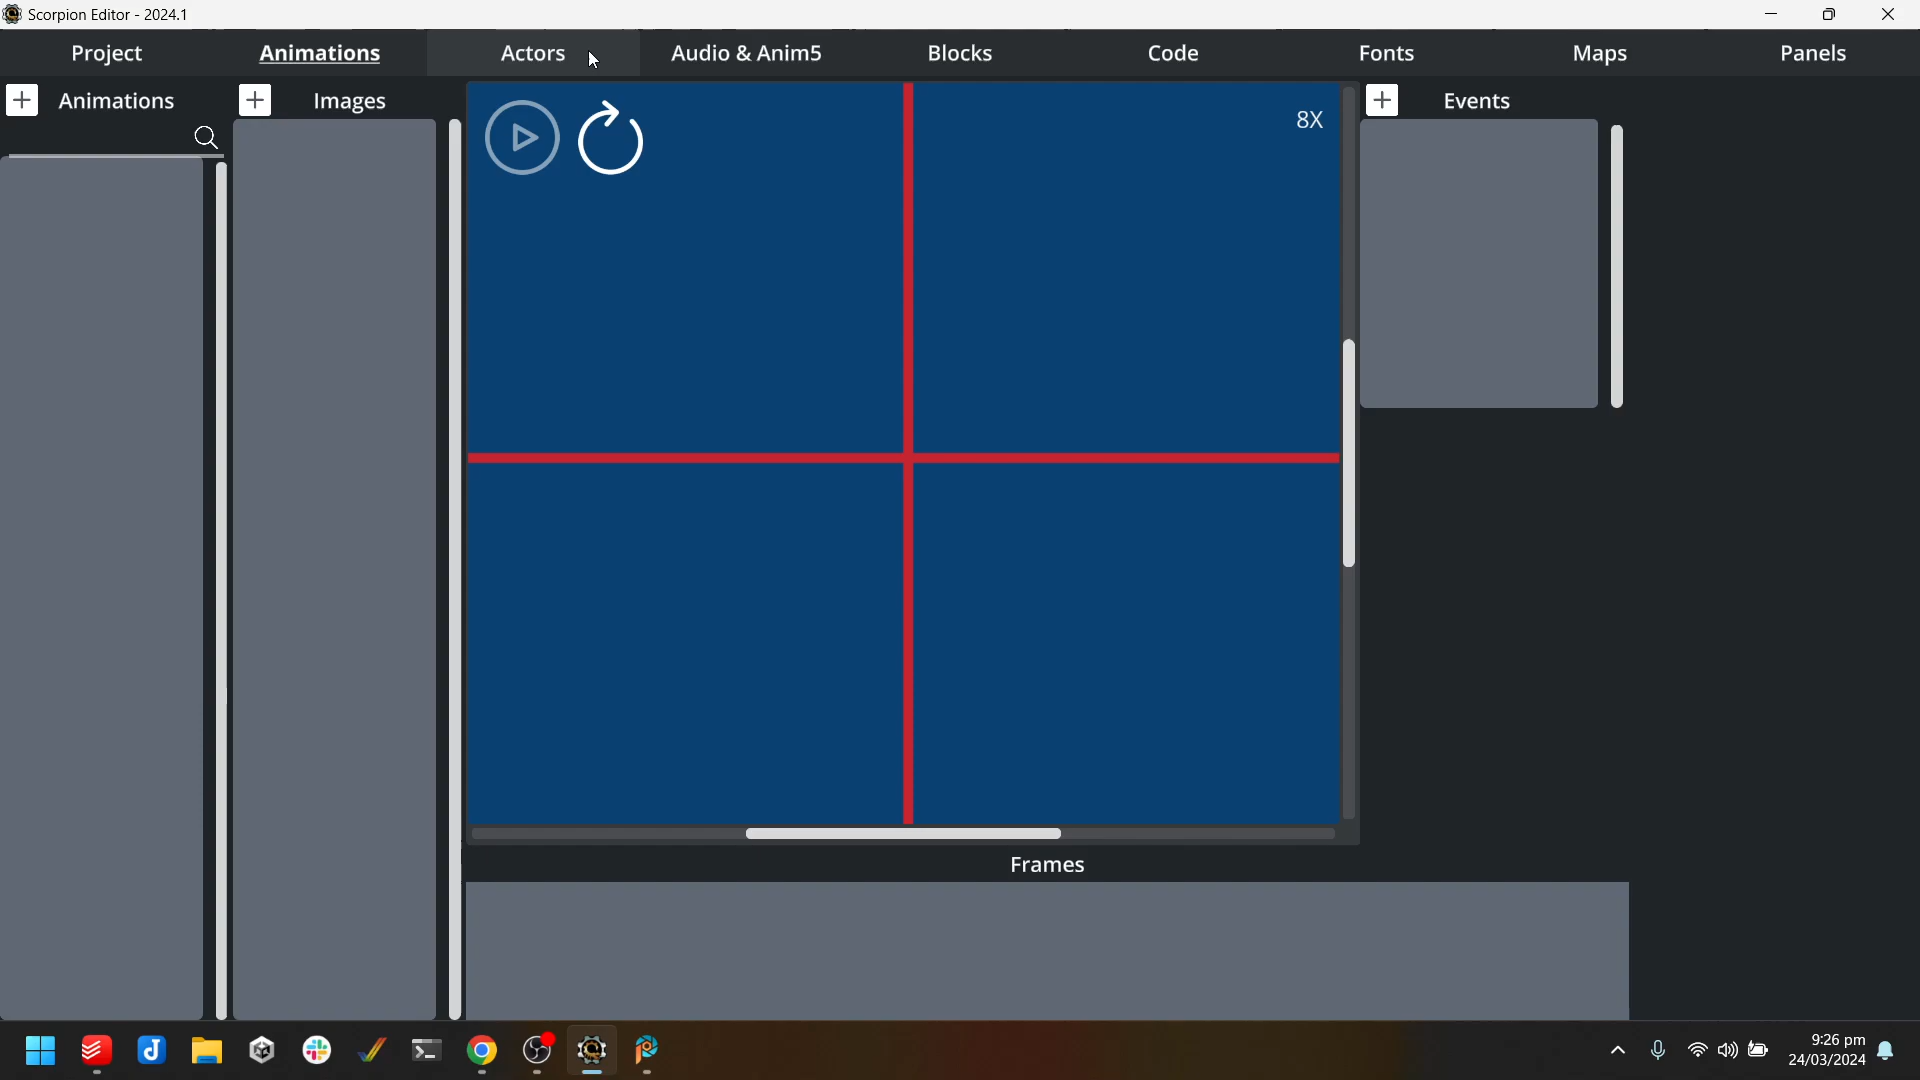 Scorpion Editor - 2024.1
Project Animations Actors Audio & Anim5 Blocks Code Fonts Maps Panels
Animations Images Events
8X
Frames
9:26 pm
24/03/2024